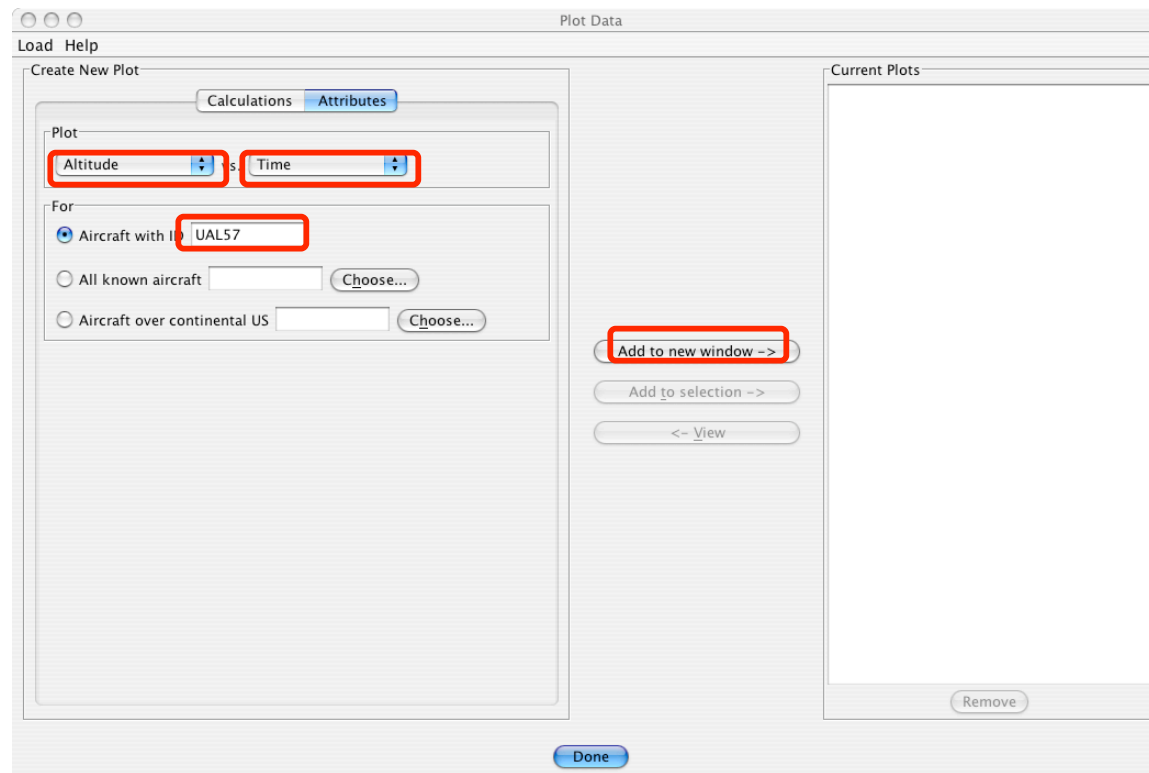 Plot Data
Load Help
Create New Plot
Calculations Attributes
Plot
Altitude vs. Time
For
Aircraft with ID UAL57
All known aircraft Choose...
Aircraft over continental US Choose...
Add to new window ->
Add to selection ->
<- View
Current Plots
Remove
Done